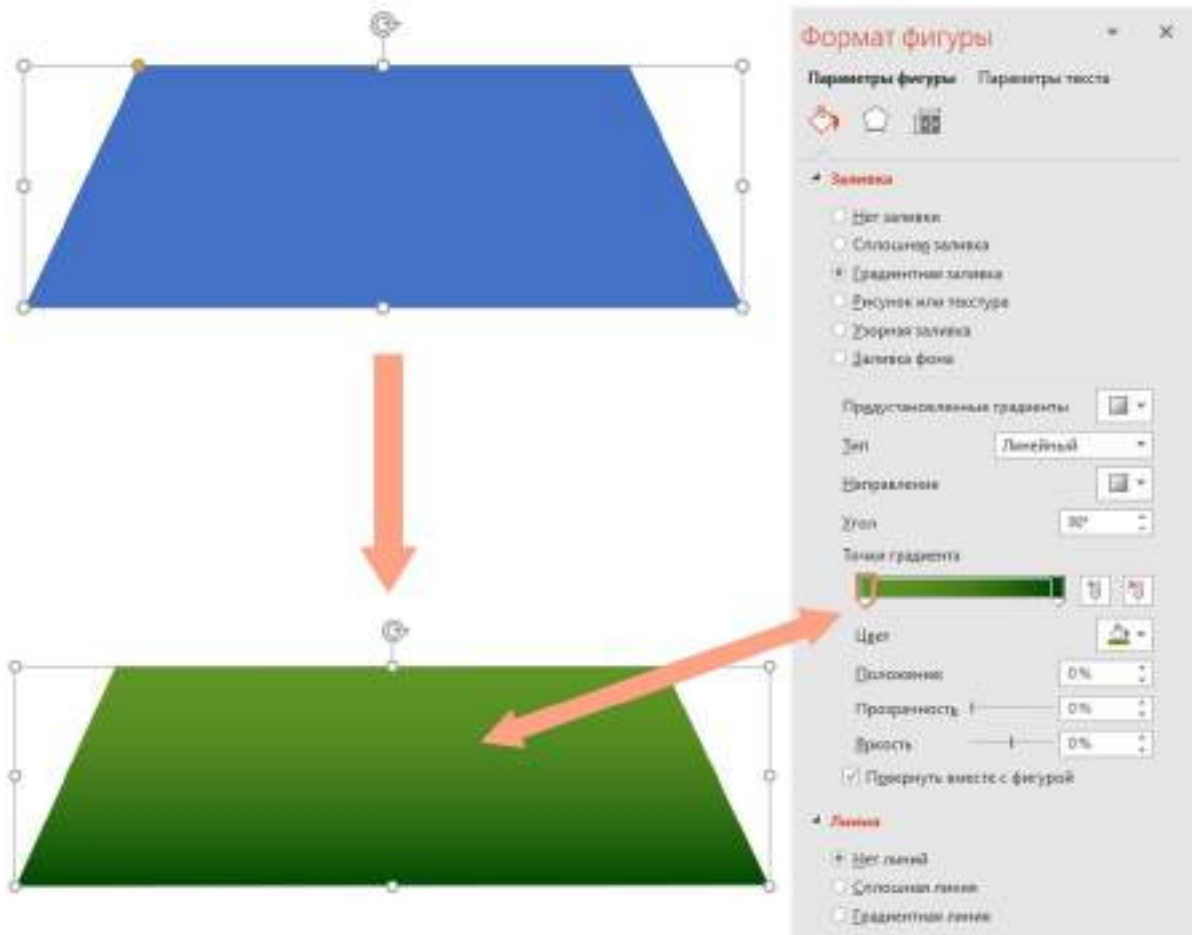 Формат фигуры
Параметры фигуры Параметры текста
Заливка
Нет заливки
Сплошная заливка
Градиентная заливка
Рисунок или текстура
Узорная заливка
Заливка фона
Предустановленные градиенты
Тип Линейный
Направление
Угол 90°
Точки градиента
Цвет
Положение 0%
Прозрачность 0%
Яркость 0%
Повернуть вместе с фигурой
Линия
Нет линий
Сплошная линия
Градиентная линия